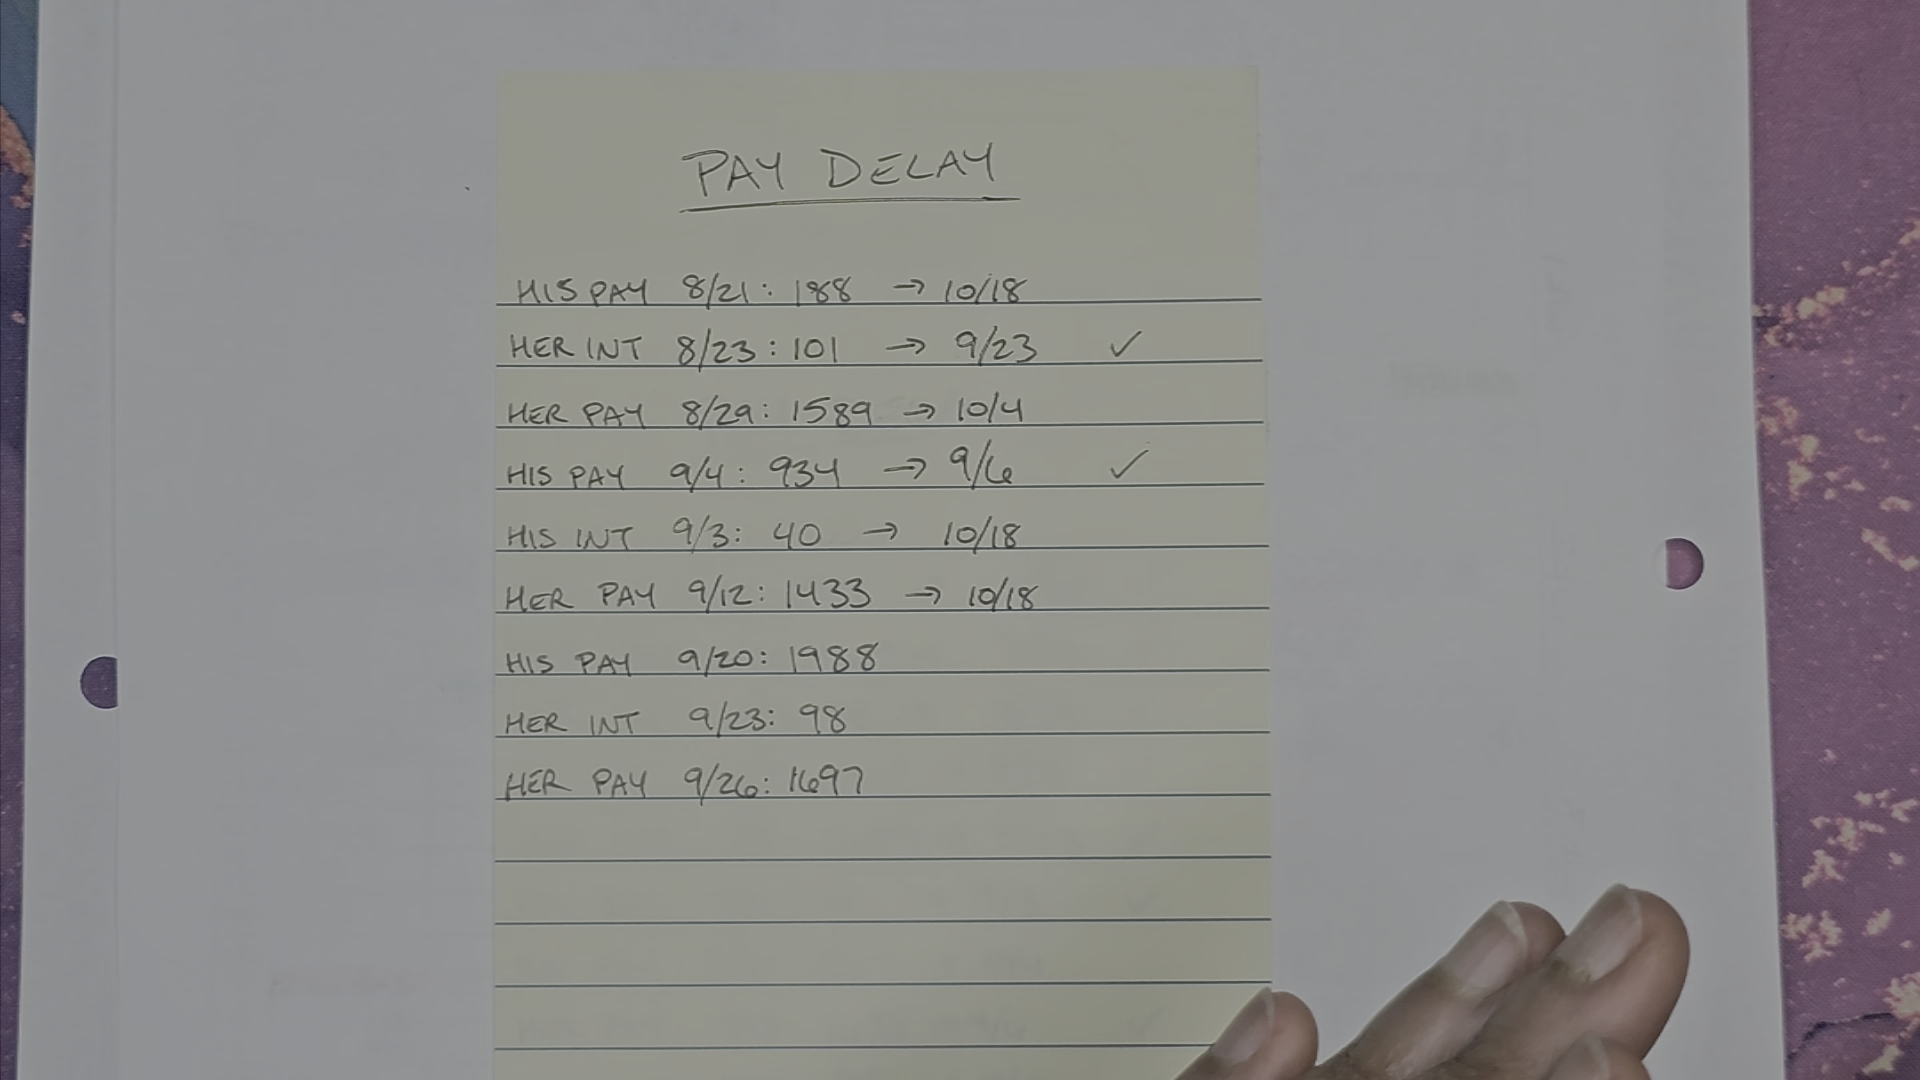 PAY DELAY
HIS PAY 8/21: 188 → 10/18
HER INT 8/23: 101 → 9/23 ✓
HER PAY 8/29: 1589 → 10/4
HIS PAY 9/4: 934 → 9/6 ✓
HIS INT 9/3: 40 → 10/18
HER PAY 9/12: 1433 → 10/18
HIS PAY 9/20: 1988
HER INT 9/23: 98
HER PAY 9/26: 1697